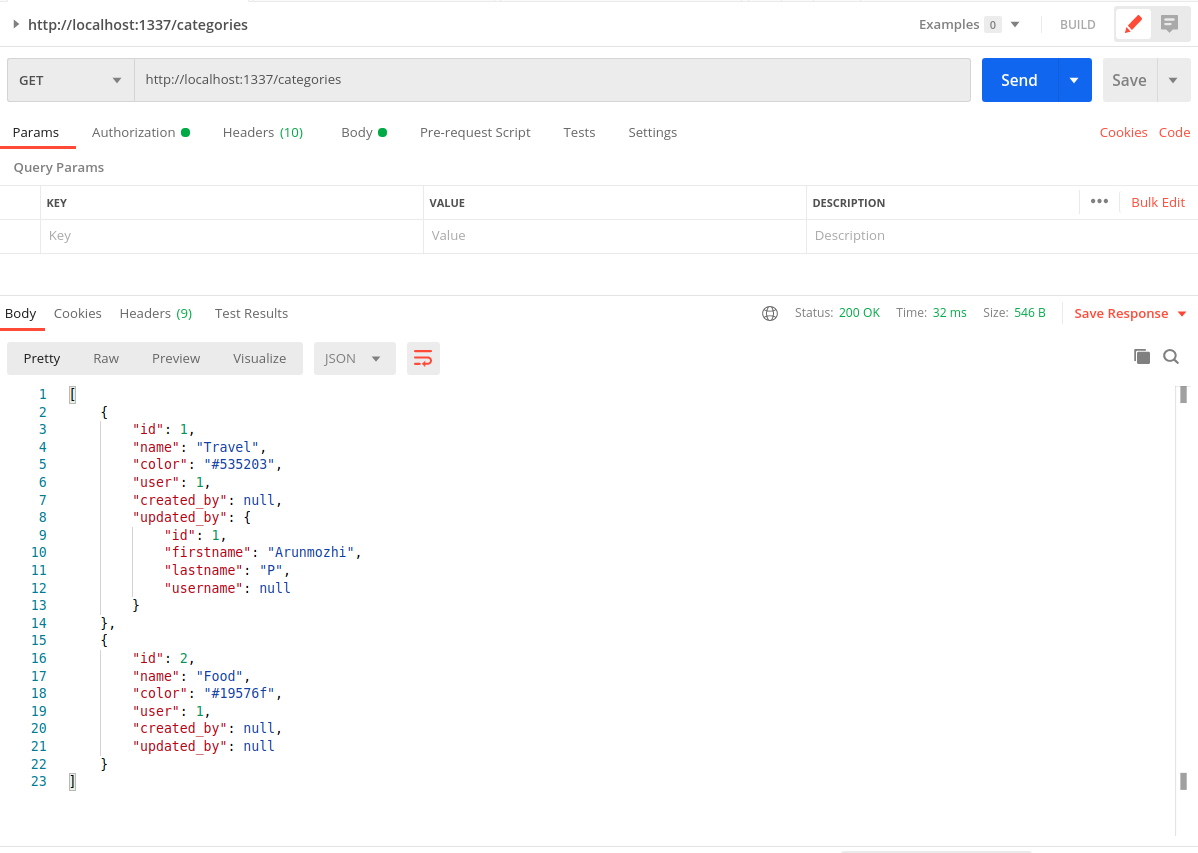 http://localhost:1337/categories Examples 0 BUILD
GET http://localhost:1337/categories Send Save
Params Authorization Headers (10) Body Pre-request Script Tests Settings Cookies Code
Query Params
KEY VALUE DESCRIPTION ••• Bulk Edit
Key Value Description
Body Cookies Headers (9) Test Results Status: 200 OK Time: 32 ms Size: 546 B Save Response
Pretty Raw Preview Visualize JSON
1 [
2 {
3 "id": 1,
4 "name": "Travel",
5 "color": "#535203",
6 "user": 1,
7 "created_by": null,
8 "updated_by": {
9 "id": 1,
10 "firstname": "Arunmozhi",
11 "lastname": "P",
12 "username": null
13 }
14 },
15 {
16 "id": 2,
17 "name": "Food",
18 "color": "#19576f",
19 "user": 1,
20 "created_by": null,
21 "updated_by": null
22 }
23 ]